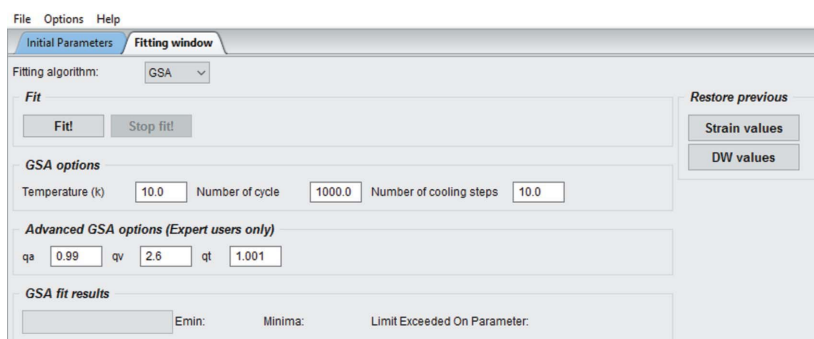 File Options Help
Initial Parameters Fitting window
Fitting algorithm: GSA
Fit
Restore previous
Fit! Stop fit!
Strain values
DW values
GSA options
Temperature (k) 10.0 Number of cycle 1000.0 Number of cooling steps 10.0
Advanced GSA options (Expert users only)
qa 0.99 qv 2.6 qt 1.001
GSA fit results
Emin: Minima: Limit Exceeded On Parameter: